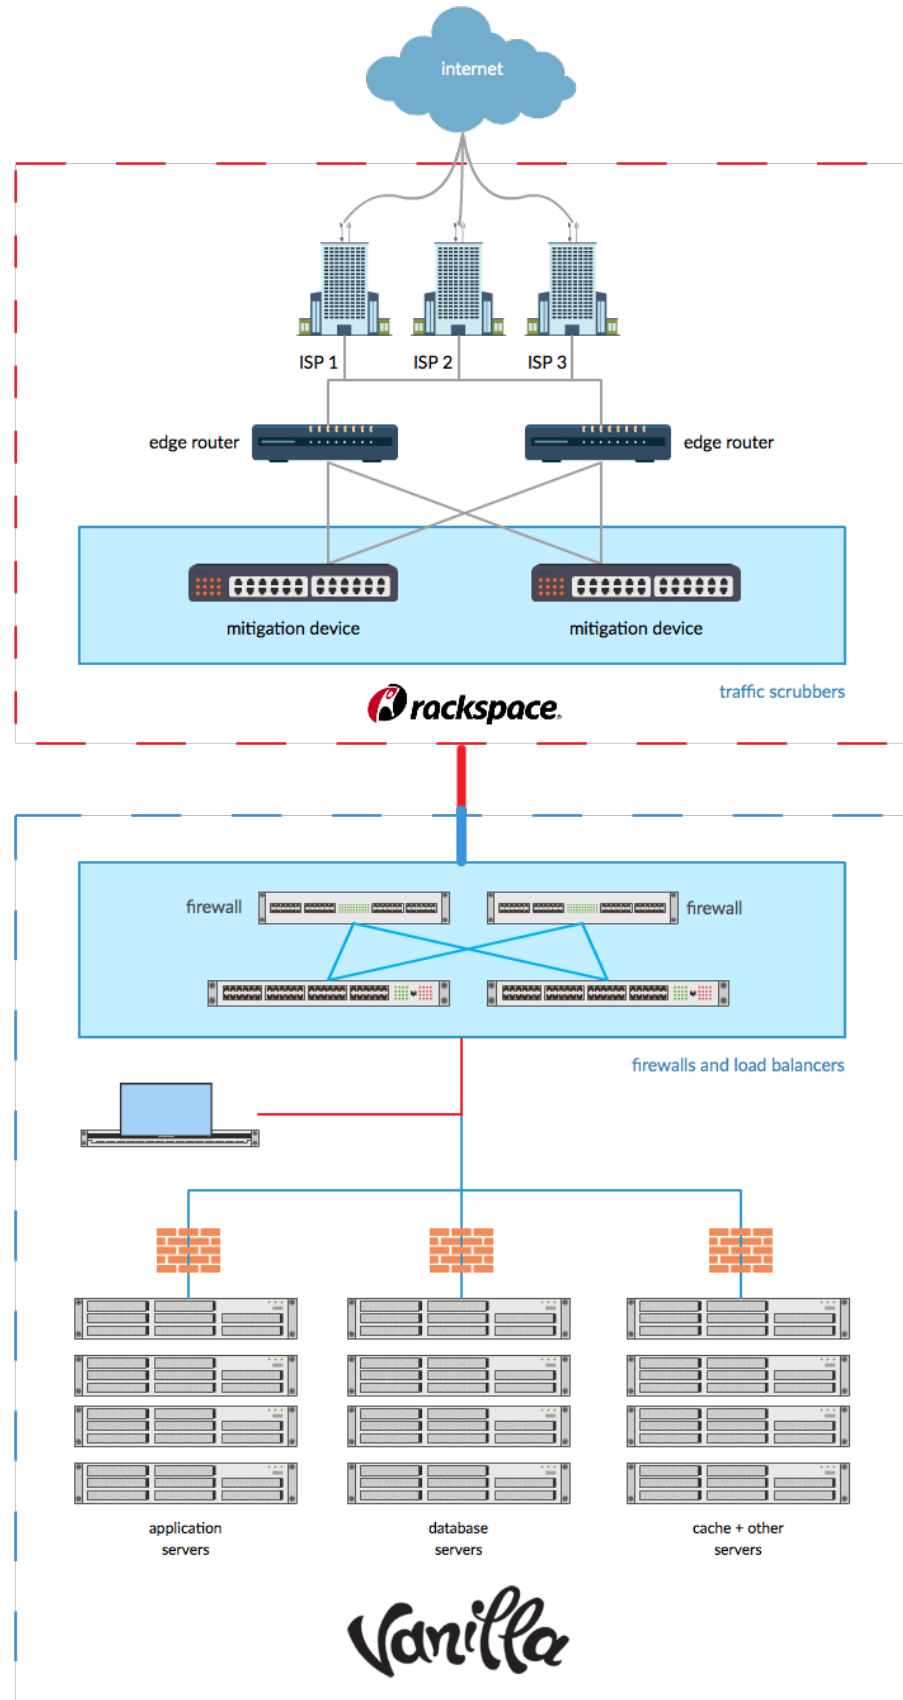 internet
ISP 1
ISP 2
ISP 3
edge router
edge router
mitigation device
mitigation device
traffic scrubbers
rackspace.
firewall
firewall
firewalls and load balancers
application
servers
database
servers
cache + other
servers
Vanilla